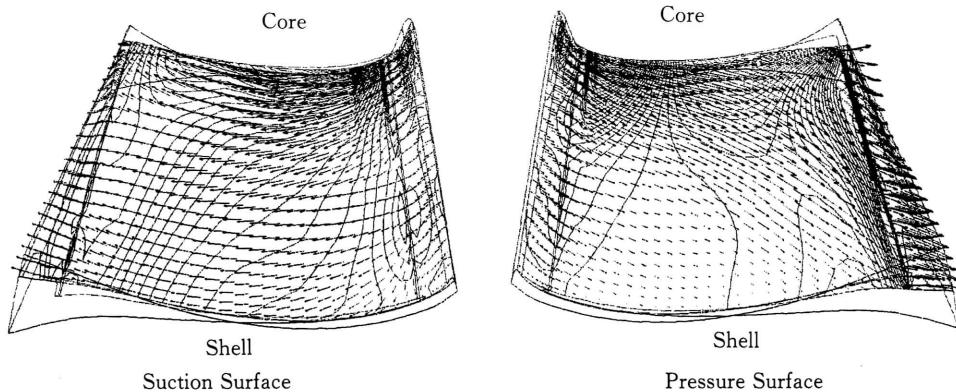 Core
Core
Shell
Shell
Suction Surface
Pressure Surface